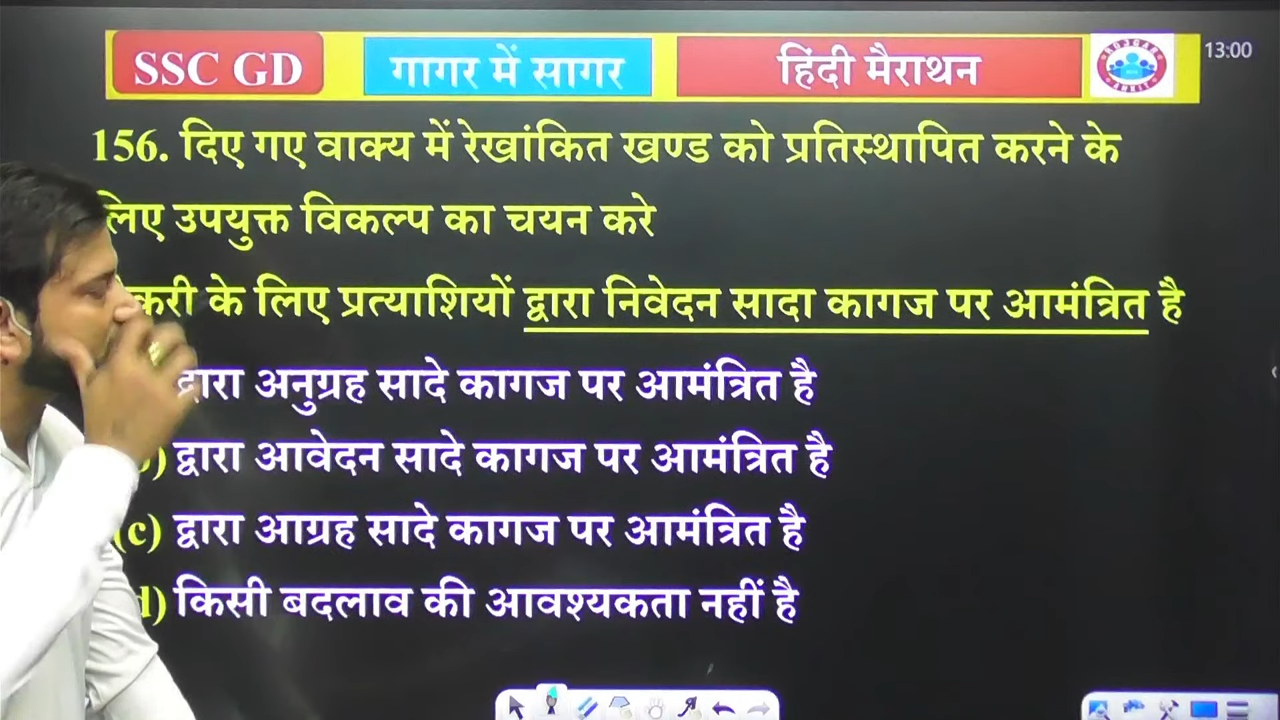 SSC GD गागर में सागर हिंदी मैराथन 13:00
156. दिए गए वाक्य में रेखांकित खण्ड को प्रतिस्थापित करने के
लिए उपयुक्त विकल्प का चयन करे
करी के लिए प्रत्याशियों द्वारा निवेदन सादा कागज पर आमंत्रित है
द्वारा अनुग्रह सादे कागज पर आमंत्रित है
) द्वारा आवेदन सादे कागज पर आमंत्रित है
(c) द्वारा आग्रह सादे कागज पर आमंत्रित है
d) किसी बदलाव की आवश्यकता नहीं है